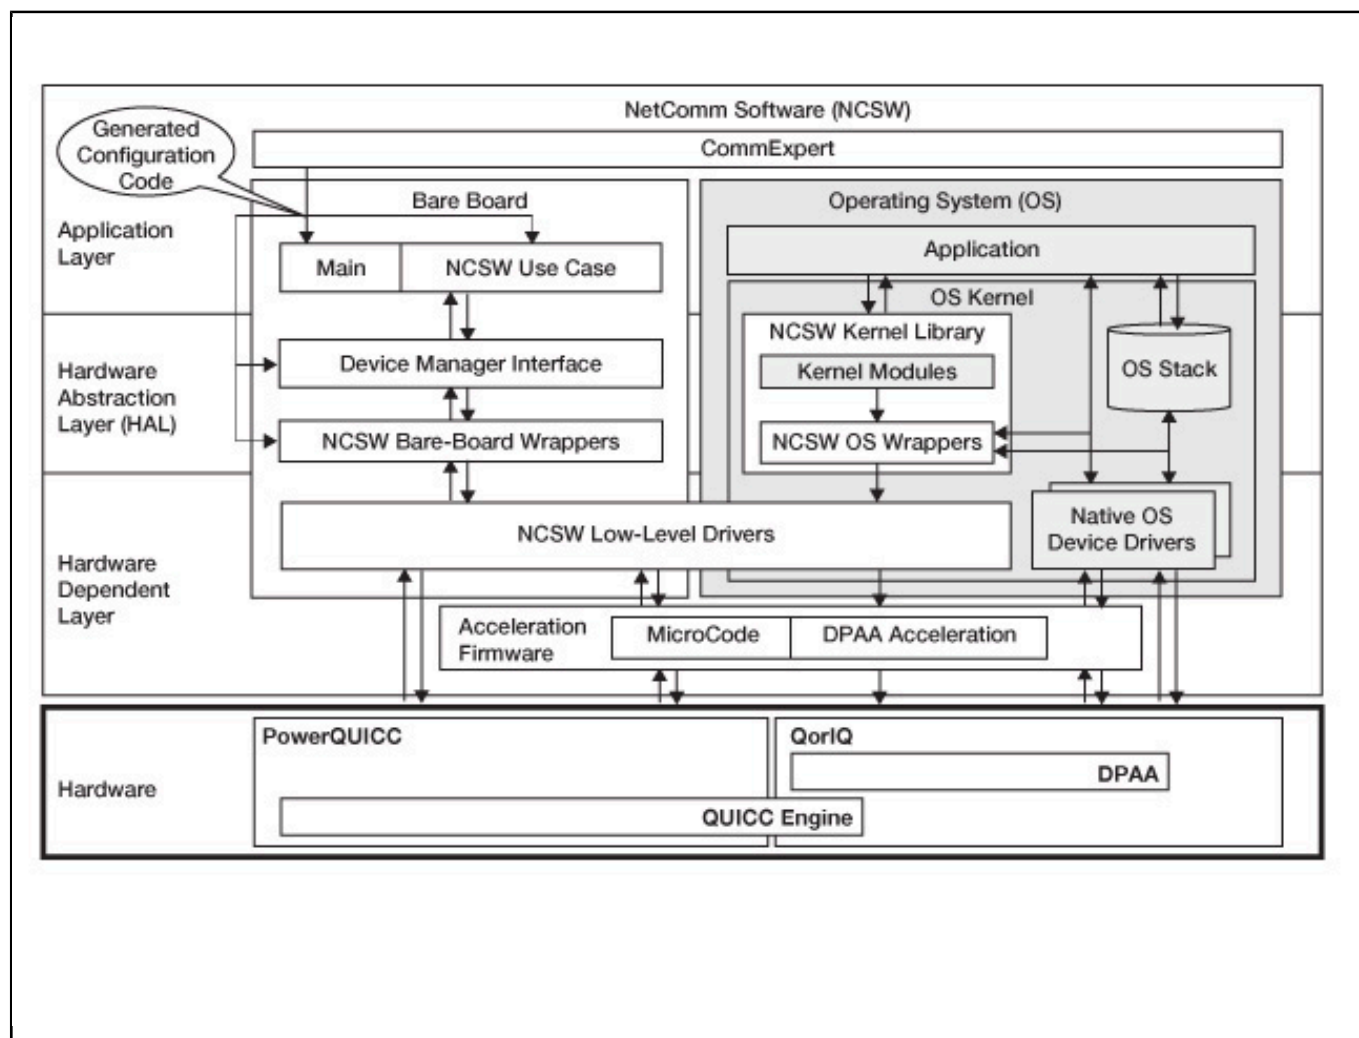 NetComm Software (NCSW)
CommExpert
Generated
Configuration
Code
Application
Layer
Bare Board
Main
NCSW Use Case
Operating System (OS)
Application
OS Kernel
Hardware
Abstraction
Layer (HAL)
Device Manager Interface
NCSW Bare-Board Wrappers
NCSW Kernel Library
Kernel Modules
NCSW OS Wrappers
OS Stack
Hardware
Dependent
Layer
NCSW Low-Level Drivers
Native OS
Device Drivers
Acceleration
Firmware
MicroCode
DPAA Acceleration
Hardware
PowerQUICC
QorIQ
DPAA
QUICC Engine